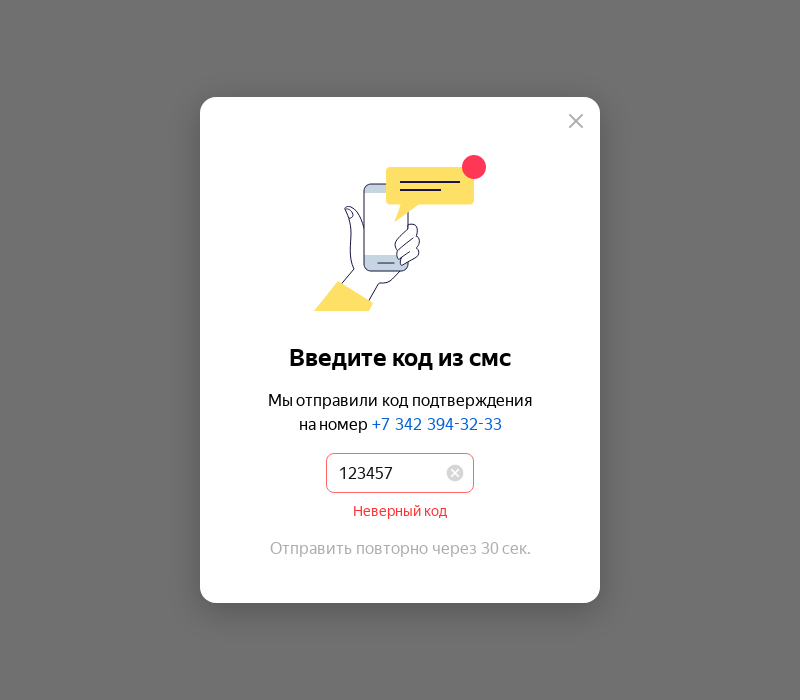 Введите код из смс
Мы отправили код подтверждения
на номер +7 342 394-32-33
123457
Неверный код
Отправить повторно через 30 сек.